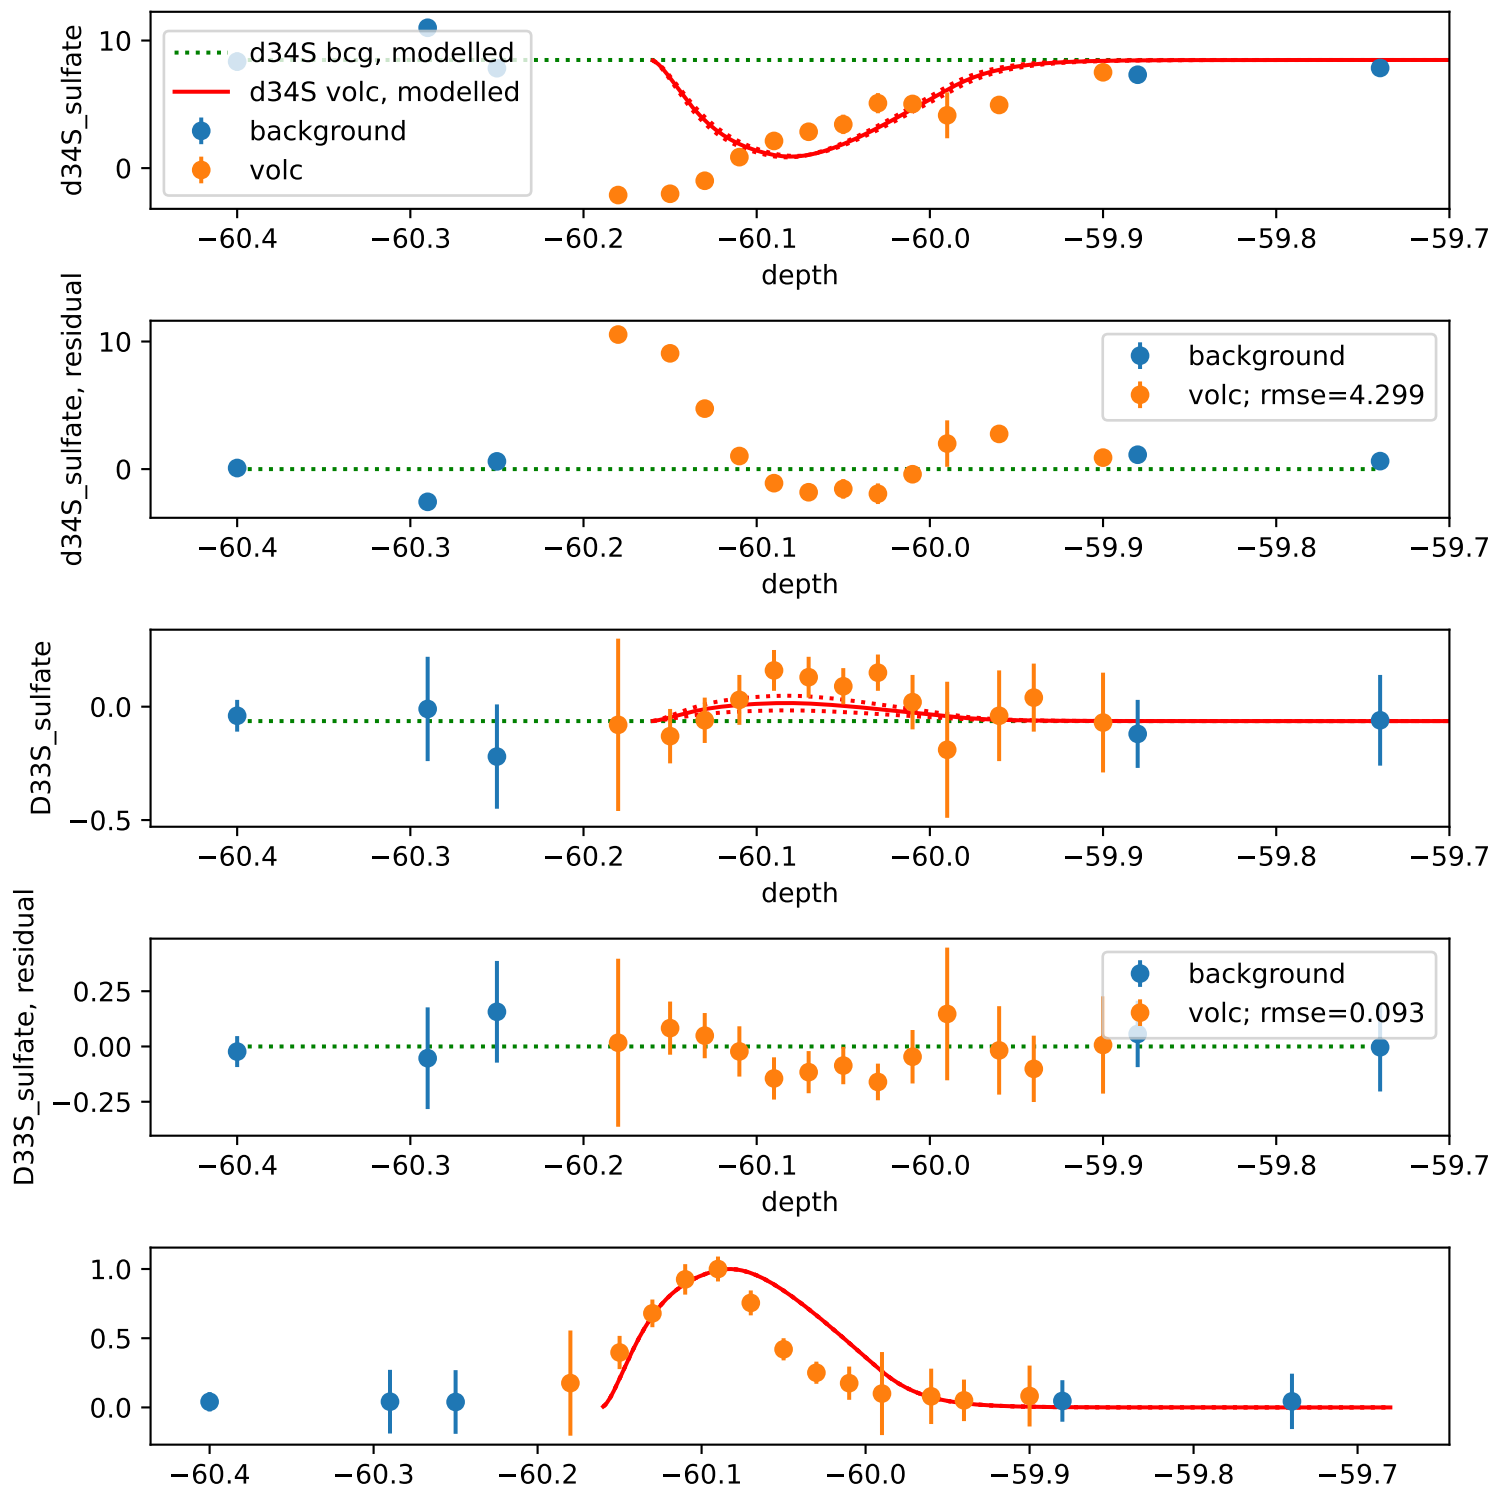 10
0
d34S_sulfate
d34S bcg, modelled
d34S volc, modelled
background
volc
−60.4 −60.3 −60.2 −60.1 −60.0 −59.9 −59.8 −59.7
depth
10
0
d34S_sulfate, residual
background
volc; rmse=4.299
−60.4 −60.3 −60.2 −60.1 −60.0 −59.9 −59.8 −59.7
depth
0.0
−0.5
D33S_sulfate
−60.4 −60.3 −60.2 −60.1 −60.0 −59.9 −59.8 −59.7
depth
0.25
0.00
−0.25
D33S_sulfate, residual
background
volc; rmse=0.093
−60.4 −60.3 −60.2 −60.1 −60.0 −59.9 −59.8 −59.7
depth
1.0
0.5
0.0
−60.4 −60.3 −60.2 −60.1 −60.0 −59.9 −59.8 −59.7